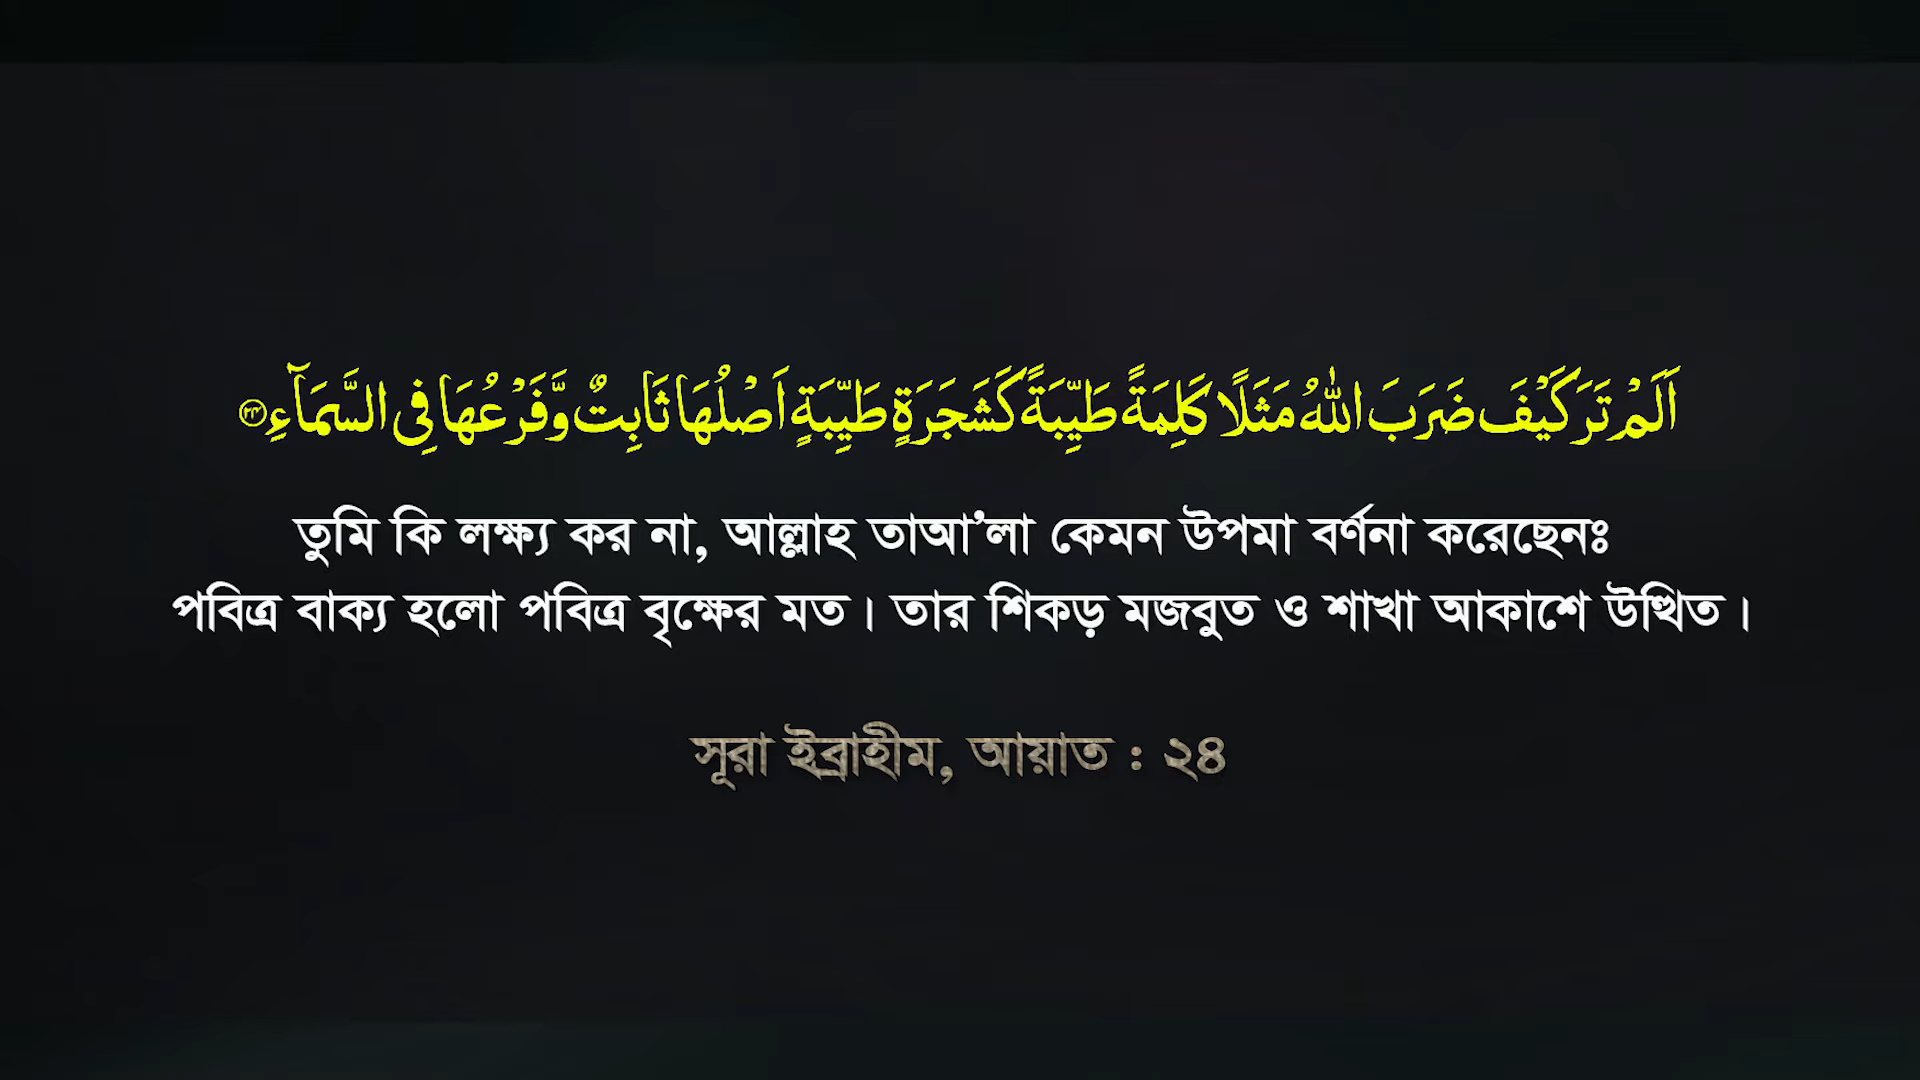 اَلَمْ تَرَ كَيْفَ ضَرَبَ اللّٰهُ مَثَلًا كَلِمَةً طَيِّبَةً كَشَجَرَةٍ طَيِّبَةٍ اَصْلُهَا ثَابِتٌ وَّفَرْعُهَا فِى السَّمَآءِ ۲۴
তুমি কি লক্ষ্য কর না, আল্লাহ তাআ’লা কেমন উপমা বর্ণনা করেছেনঃ
পবিত্র বাক্য হলো পবিত্র বৃক্ষের মত। তার শিকড় মজবুত ও শাখা আকাশে উত্থিত।
সূরা ইব্রাহীম, আয়াত : ২৪